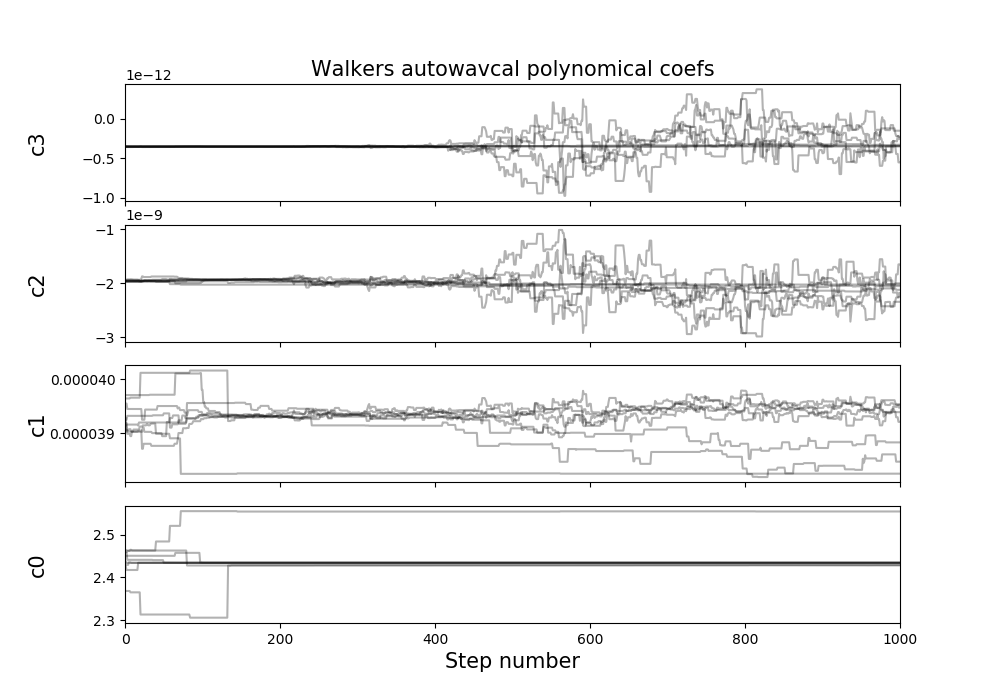 Walkers autowavcal polynomical coefs
1e−12
0.0
−0.5
−1.0
c3
1e−9
−1
−2
−3
c2
0.000040
0.000039
c1
2.5
2.4
2.3
c0
0 200 400 600 800 1000
Step number